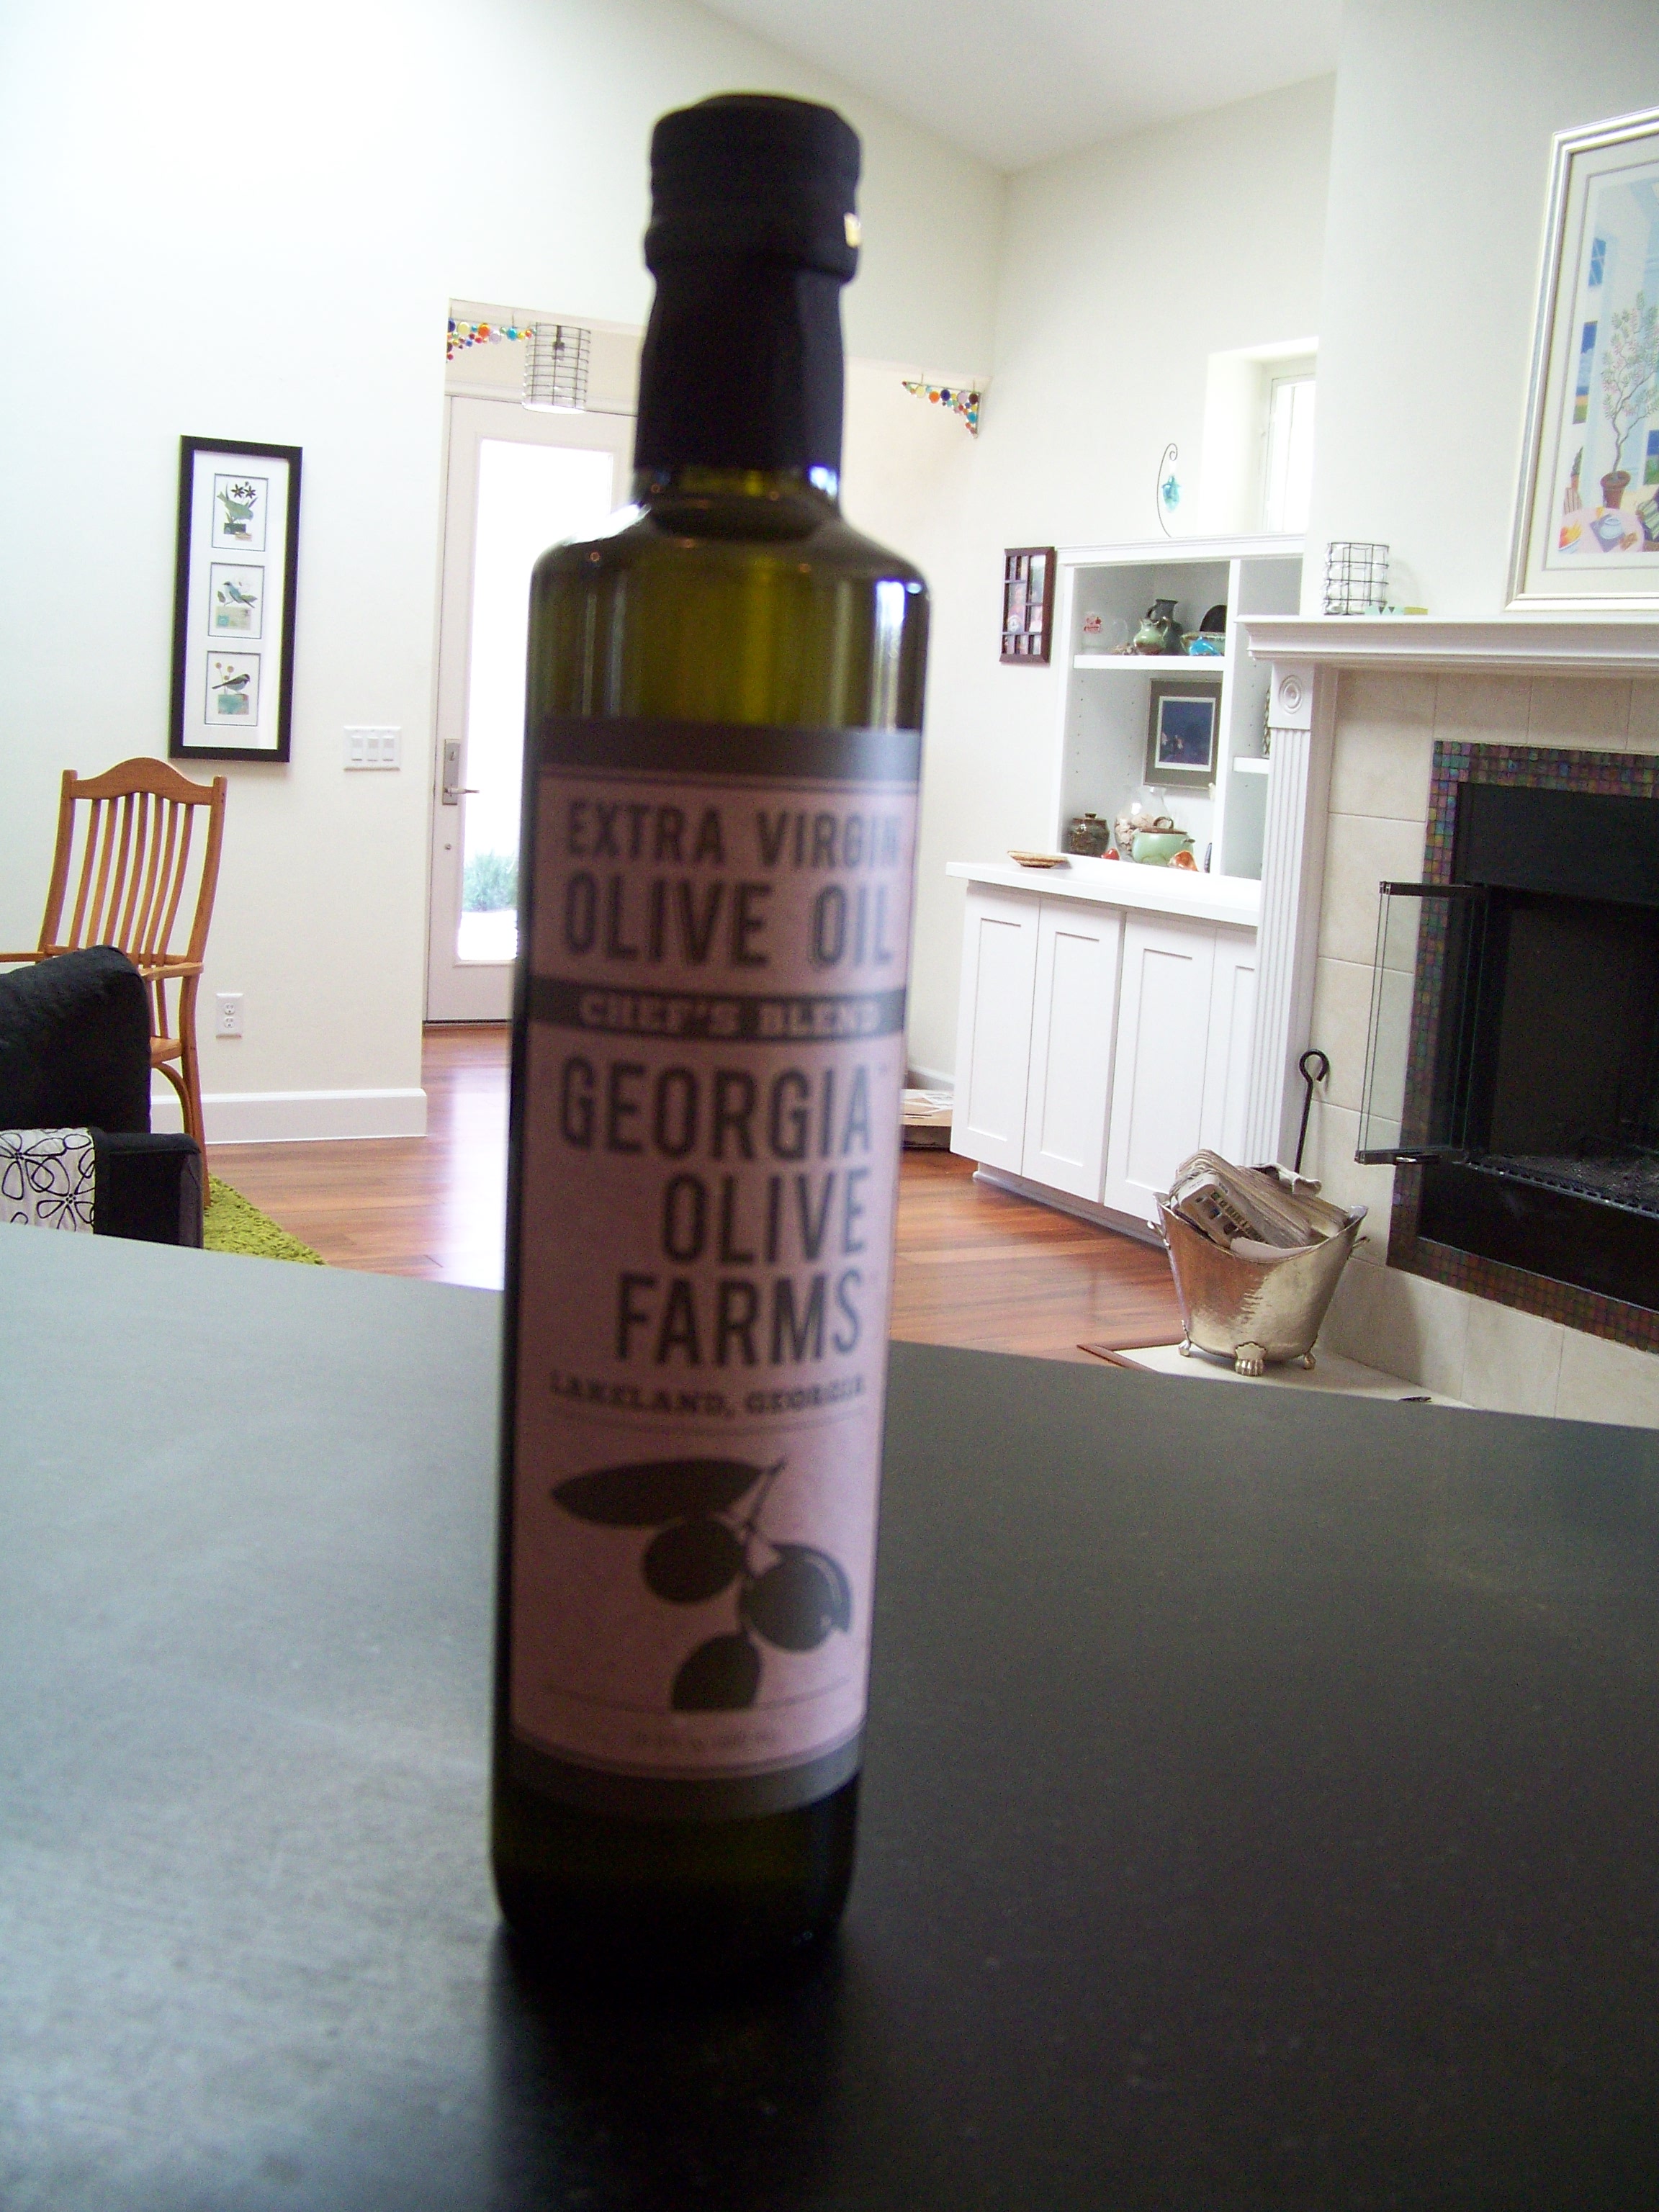 EXTRA VIRGIN
OLIVE OIL
CHEF'S BLEND
GEORGIA
OLIVE
FARMS
LAKELAND, GEORGIA